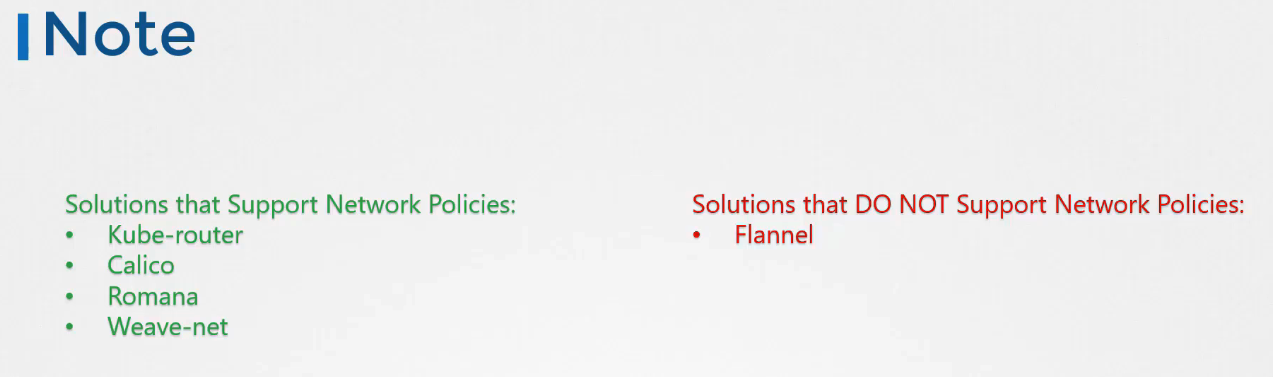 Note
Solutions that Support Network Policies:
• Kube-router
• Calico
• Romana
• Weave-net
Solutions that DO NOT Support Network Policies:
• Flannel